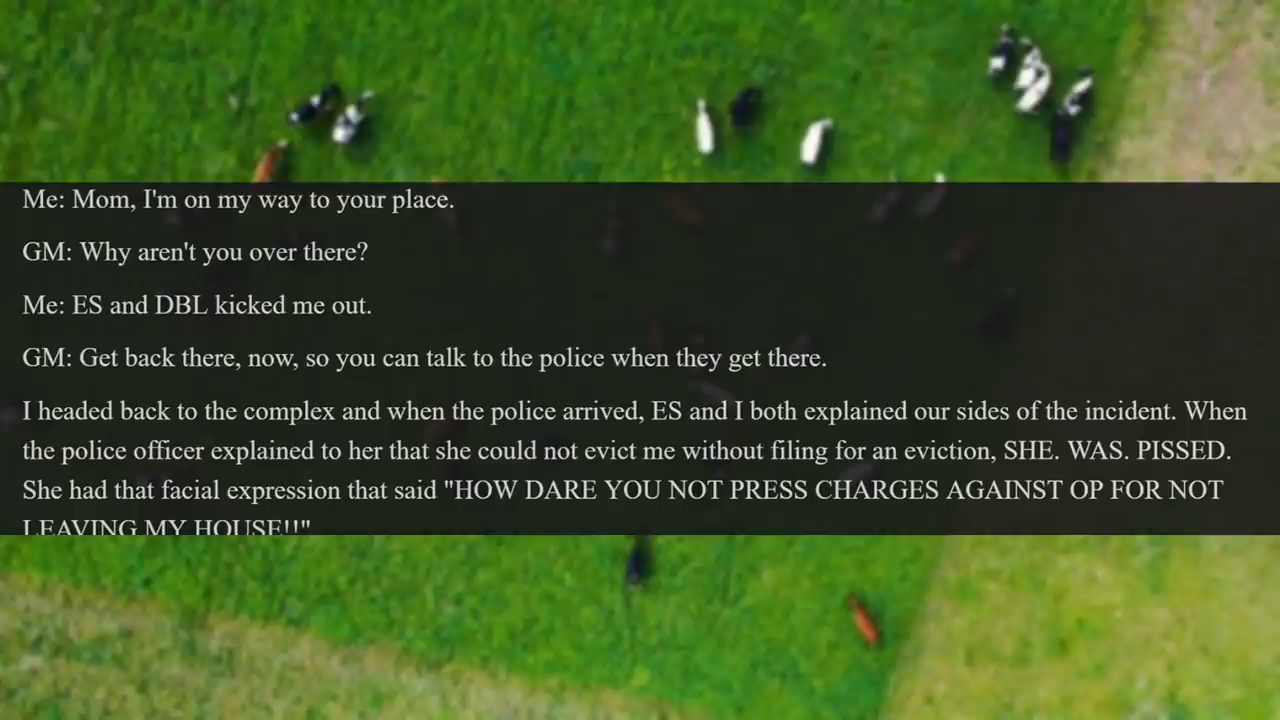 Me: Mom, I'm on my way to your place.
GM: Why aren't you over there?
Me: ES and DBL kicked me out.
GM: Get back there, now, so you can talk to the police when they get there.
I headed back to the complex and when the police arrived, ES and I both explained our sides of the incident. When
the police officer explained to her that she could not evict me without filing for an eviction, SHE. WAS. PISSED.
She had that facial expression that said "HOW DARE YOU NOT PRESS CHARGES AGAINST OP FOR NOT
LEAVING MY HOUSE!!"